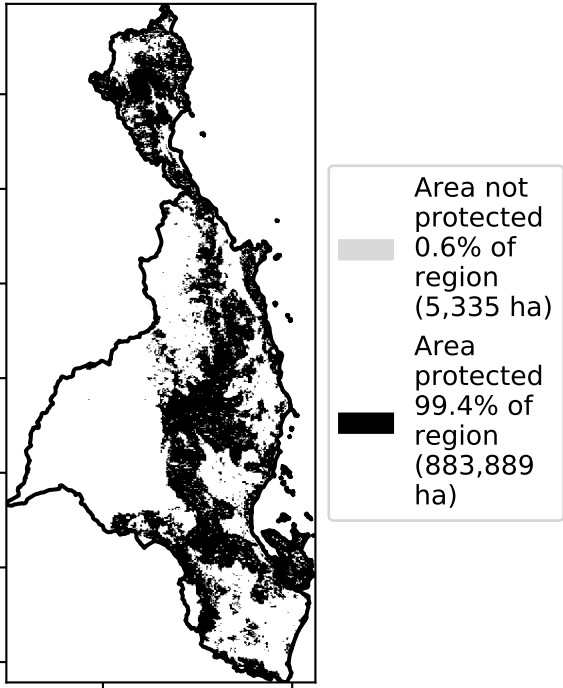 Area not
protected
0.6% of
region
(5,335 ha)
Area
protected
99.4% of
region
(883,889
ha)